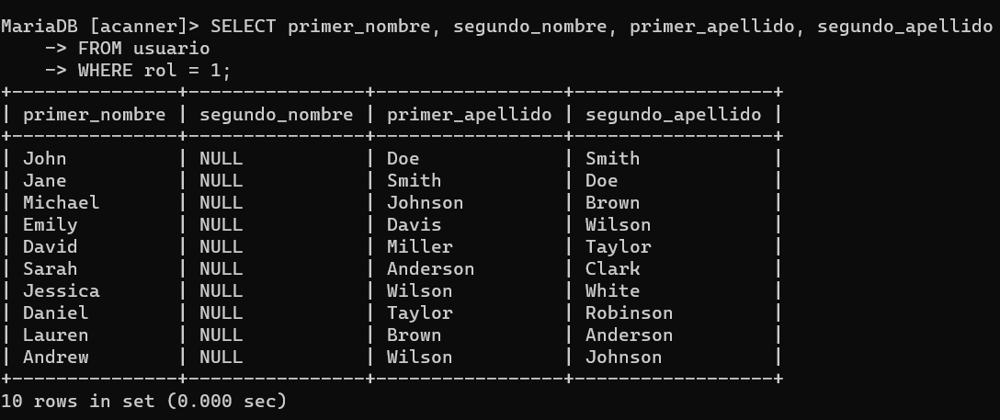 MariaDB [acanner]> SELECT primer_nombre, segundo_nombre, primer_apellido, segundo_apellido
    -> FROM usuario
    -> WHERE rol = 1;
+---------------+----------------+-----------------+------------------+
| primer_nombre | segundo_nombre | primer_apellido | segundo_apellido |
+---------------+----------------+-----------------+------------------+
| John          | NULL           | Doe             | Smith            |
| Jane          | NULL           | Smith           | Doe              |
| Michael       | NULL           | Johnson         | Brown            |
| Emily         | NULL           | Davis           | Wilson           |
| David         | NULL           | Miller          | Taylor           |
| Sarah         | NULL           | Anderson        | Clark            |
| Jessica       | NULL           | Wilson          | White            |
| Daniel        | NULL           | Taylor          | Robinson         |
| Lauren        | NULL           | Brown           | Anderson         |
| Andrew        | NULL           | Wilson          | Johnson          |
+---------------+----------------+-----------------+------------------+
10 rows in set (0.000 sec)